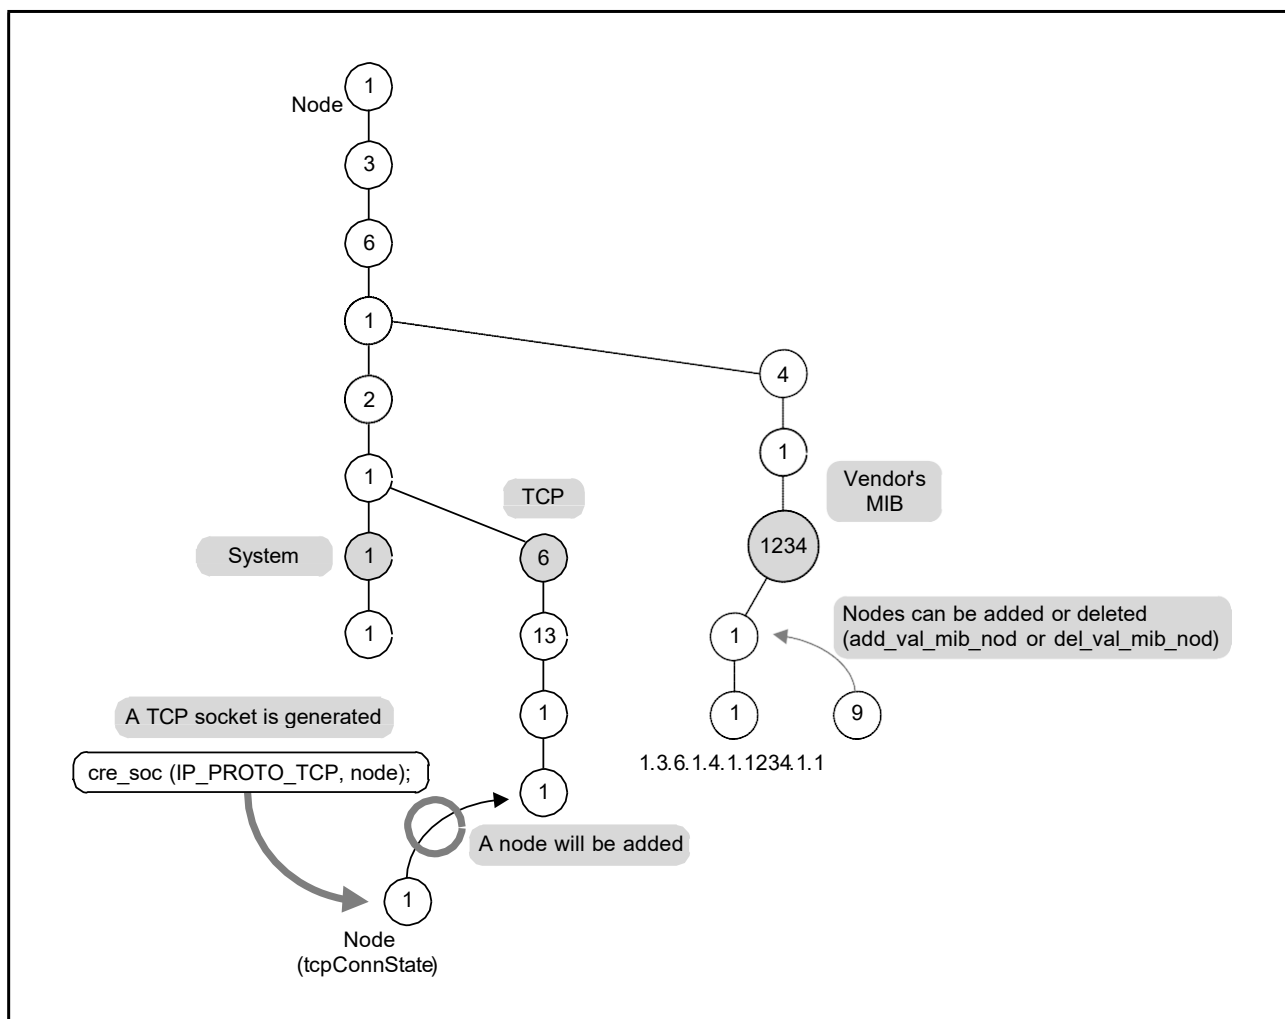 1
Node
3
6
1
4
2
1
1
Vendor's
MIB
TCP
1234
System
1
6
Nodes can be added or deleted
(add_val_mib_nod or del_val_mib_nod)
1
13
1
A TCP socket is generated
1
1
9
1.3.6.1.4.1.1234.1.1
cre_soc (IP_PROTO_TCP, node);
1
A node will be added
1
Node
(tcpConnState)